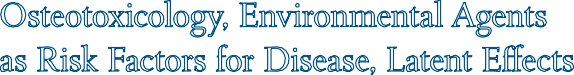 Osteotoxicology, Environmental Agents
as Risk Factors for Disease, Latent Effects